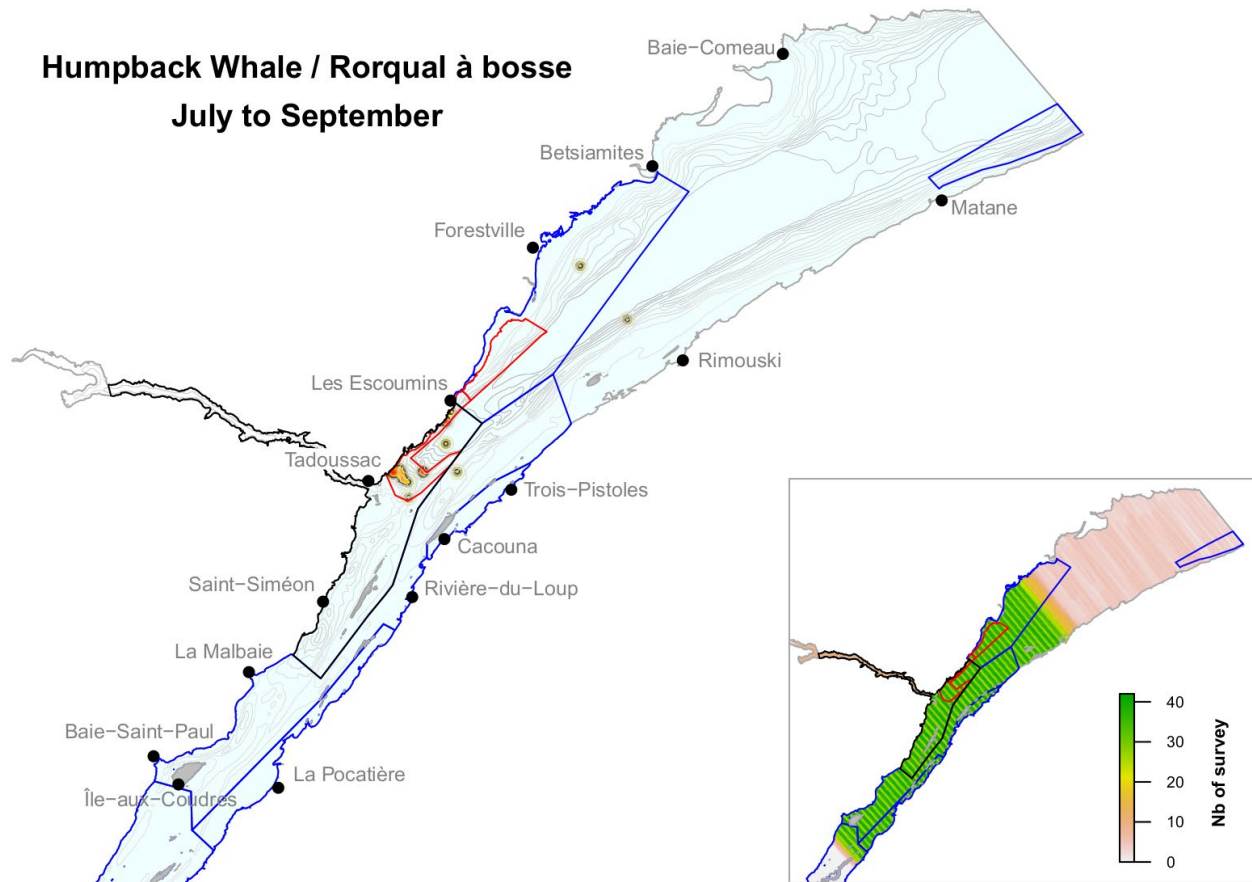 Humpback Whale / Rorqual à bosse
July to September
Baie−Comeau
Betsiamites
Matane
Forestville
Rimouski
Les Escoumins
Tadoussac
Trois−Pistoles
Cacouna
Saint−Siméon
Rivière−du−Loup
La Malbaie
Baie−Saint−Paul
La Pocatière
Île−aux−Coudres
40
30
20
10
0
Nb of survey